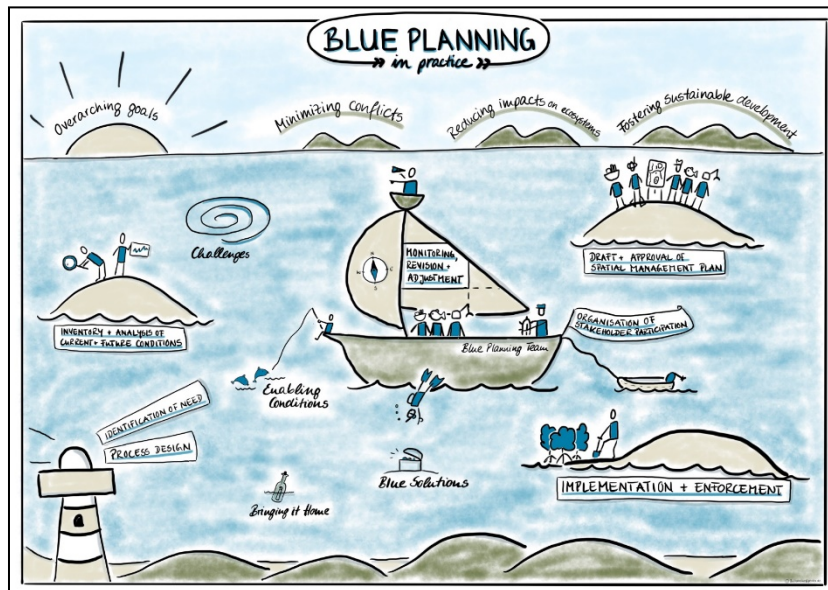 BLUE PLANNING
in practice
Overarching goals
Minimizing conflicts
Reducing impacts on ecosystems
Fostering sustainable development
Challenges
MONITORING,
REVISION +
ADJUSTMENT
DRAFT + APPROVAL OF
SPATIAL MANAGEMENT PLAN
INVENTORY + ANALYSIS OF
CURRENT + FUTURE CONDITIONS
ORGANISATION OF
STAKEHOLDER PARTICIPATION
Blue Planning Team
Enabling
Conditions
IDENTIFICATION OF NEED
PROCESS DESIGN
Blue Solutions
IMPLEMENTATION + ENFORCEMENT
Bringing it Home